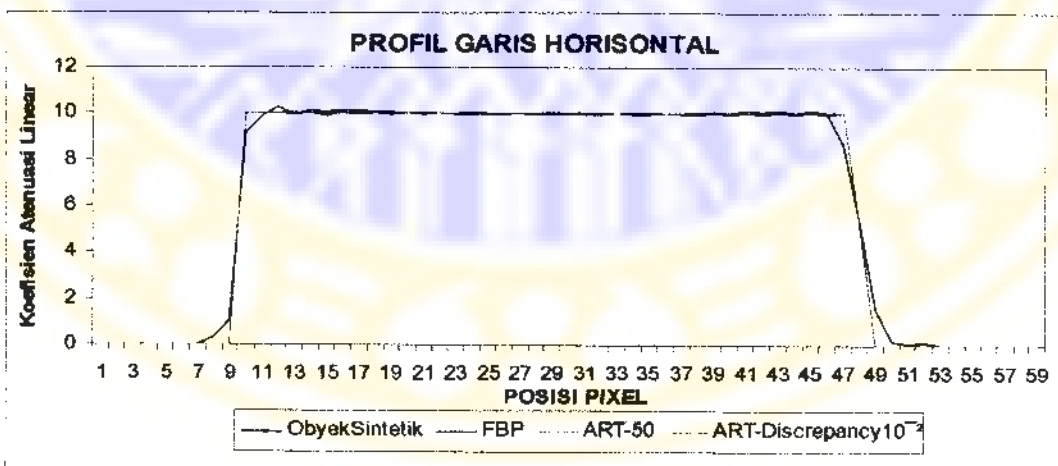 PROFIL GARIS HORISONTAL
Koefisien Atenuasi Linear
12
10
8
6
4
2
0
1 3 5 7 9 11 13 15 17 19 21 23 25 27 29 31 33 35 37 39 41 43 45 47 49 51 53 55 57 59
POSISI PIXEL
ObyekSintetik FBP ART-50 ART-Discrepancy10⁻²